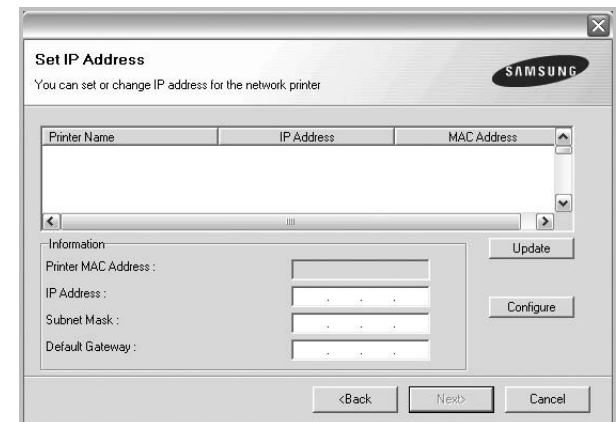 Set IP Address
You can set or change IP address for the network printer
SAMSUNG
Printer Name IP Address MAC Address
Information
Update
Printer MAC Address :
IP Address :
Configure
Subnet Mask :
Default Gateway :
<Back Next> Cancel